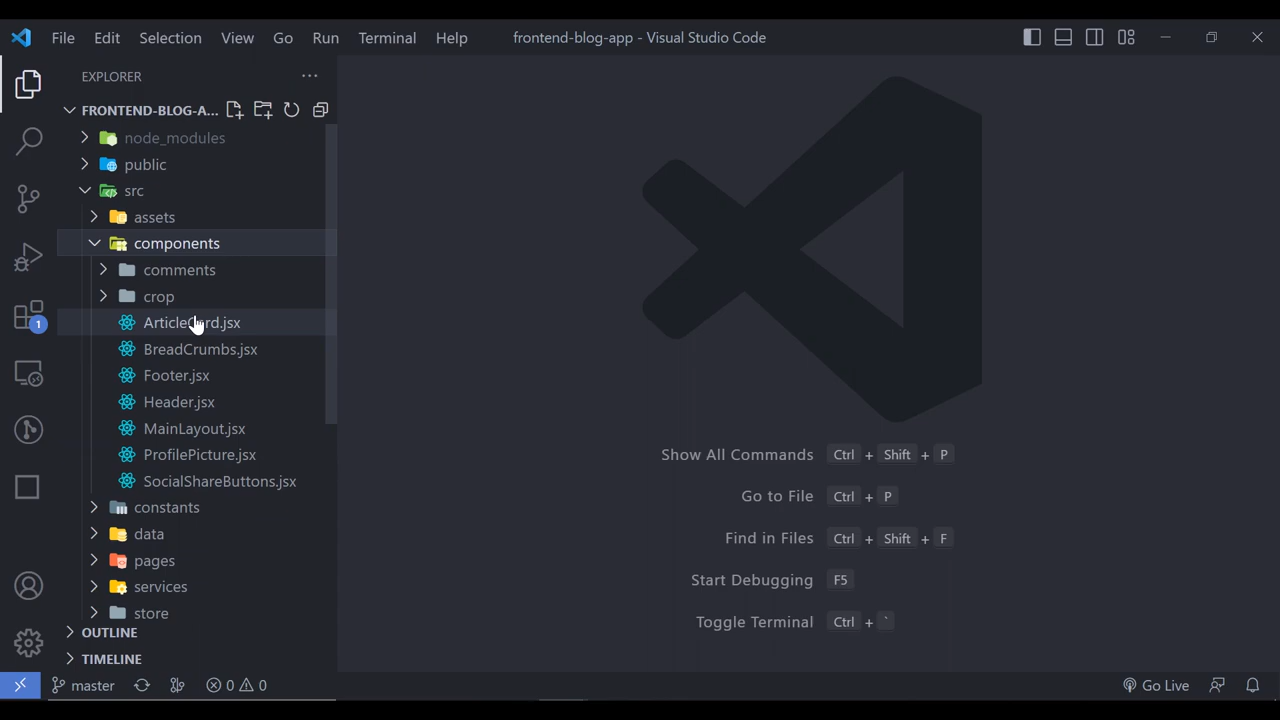 File Edit Selection View Go Run Terminal Help frontend-blog-app - Visual Studio Code
EXPLORER
FRONTEND-BLOG-A...
node_modules
public
src
assets
components
comments
crop
ArticleCard.jsx
BreadCrumbs.jsx
Footer.jsx
Header.jsx
MainLayout.jsx
ProfilePicture.jsx
SocialShareButtons.jsx
constants
data
pages
services
store
OUTLINE
TIMELINE
1
Show All Commands Ctrl + Shift + P
Go to File Ctrl + P
Find in Files Ctrl + Shift + F
Start Debugging F5
Toggle Terminal Ctrl + `
master 0 0 Go Live